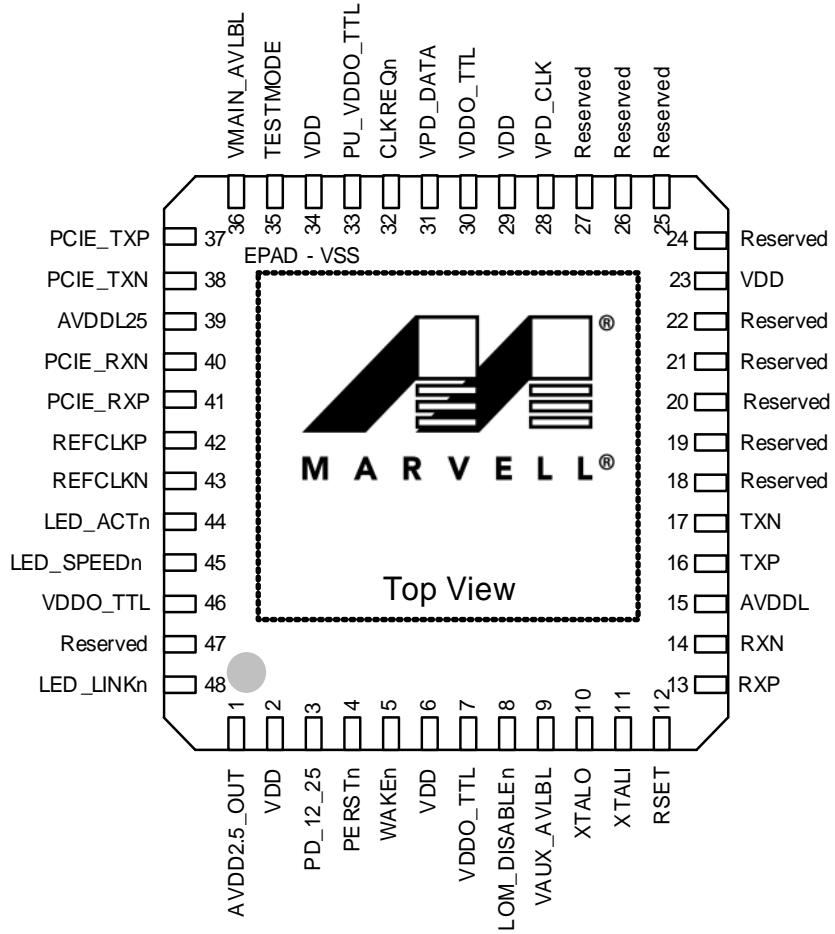 VMAIN_AVLBL
TESTMODE
VDD
PU_VDDO_TTL
CLKREQn
VPD_DATA
VDDO_TTL
VDD
VPD_CLK
Reserved
Reserved
Reserved
36
35
34
33
32
31
30
29
28
27
26
25
EPAD - VSS
PCIE_TXP 37
PCIE_TXN 38
AVDDL25 39
PCIE_RXN 40
PCIE_RXP 41
REFCLKP 42
REFCLKN 43
LED_ACTn 44
LED_SPEEDn 45
VDDO_TTL 46
Reserved 47
LED_LINKn 48
®
MARVELL®
Top View
24 Reserved
23 VDD
22 Reserved
21 Reserved
20 Reserved
19 Reserved
18 Reserved
17 TXN
16 TXP
15 AVDDL
14 RXN
13 RXP
1
2
3
4
5
6
7
8
9
10
11
12
AVDD2.5_OUT
VDD
PD_12_25
PERSTn
WAKEn
VDD
VDDO_TTL
LOM_DISABLEn
VAUX_AVLBL
XTALO
XTALI
RSET